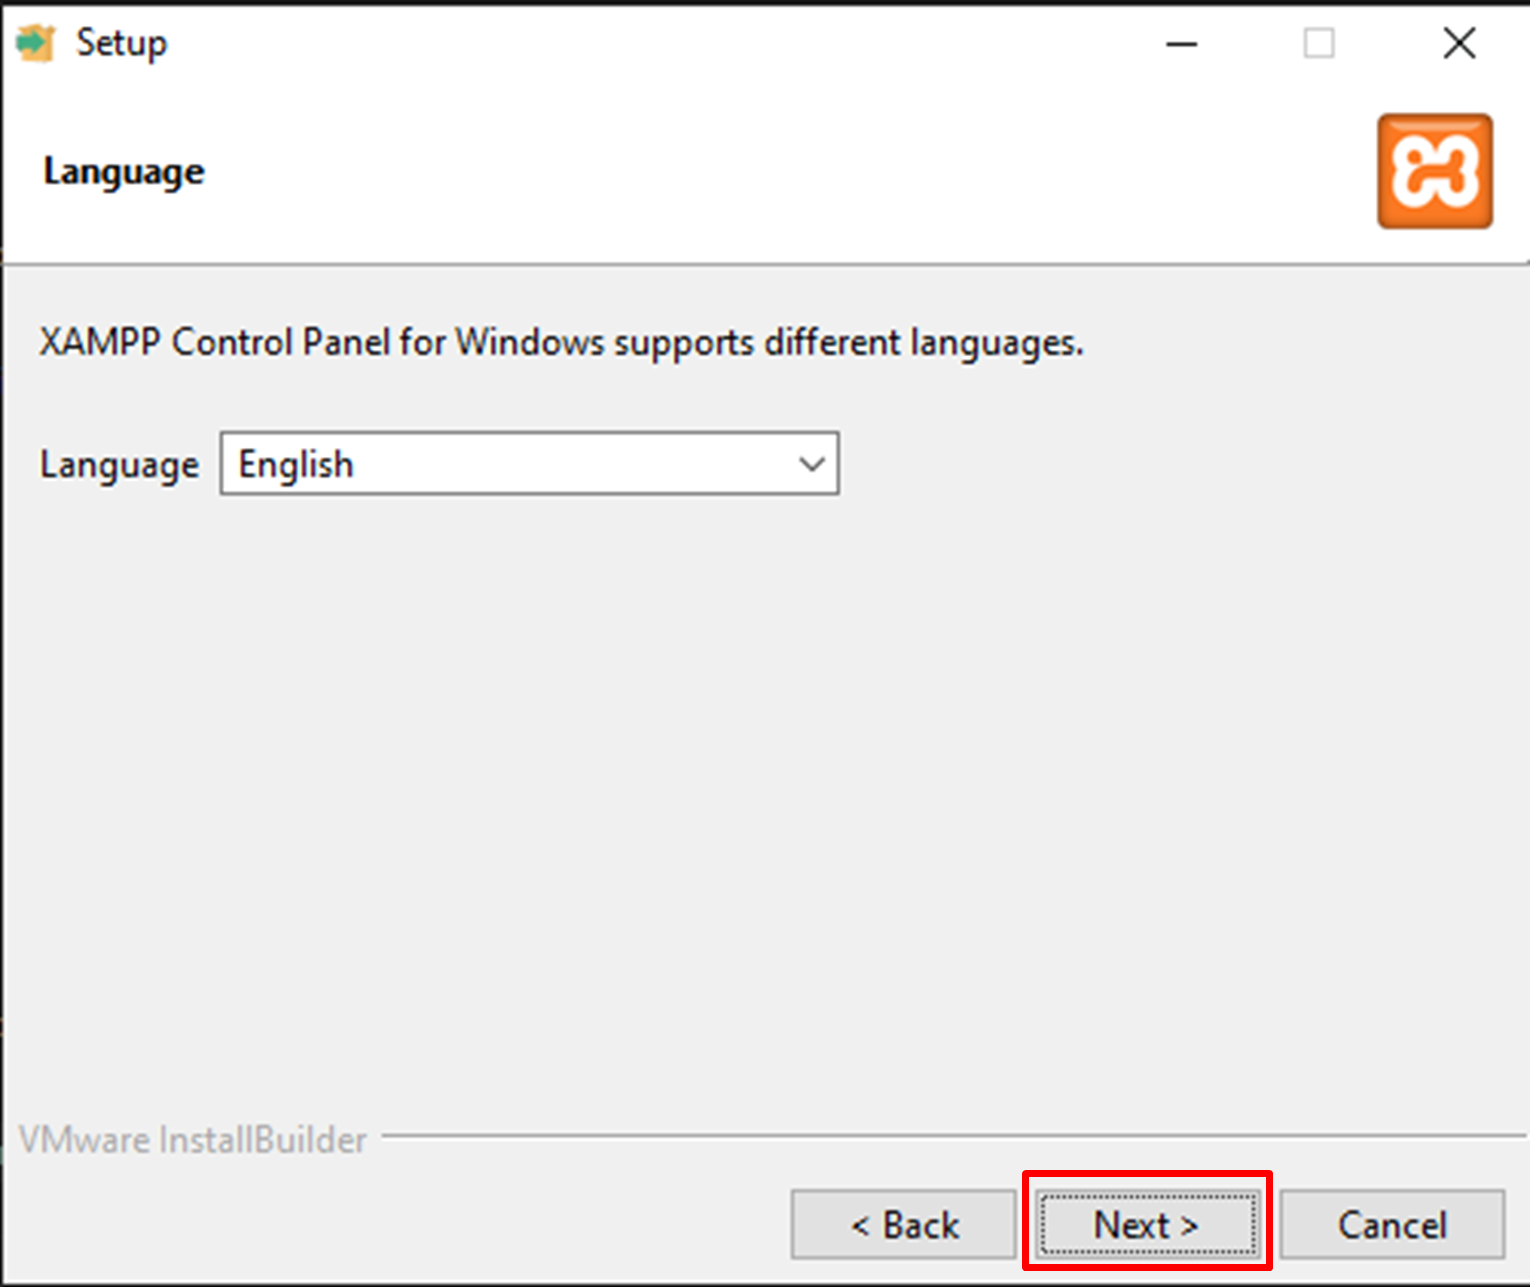 Setup
Language
XAMPP Control Panel for Windows supports different languages.
Language English
VMware InstallBuilder
< Back Next > Cancel